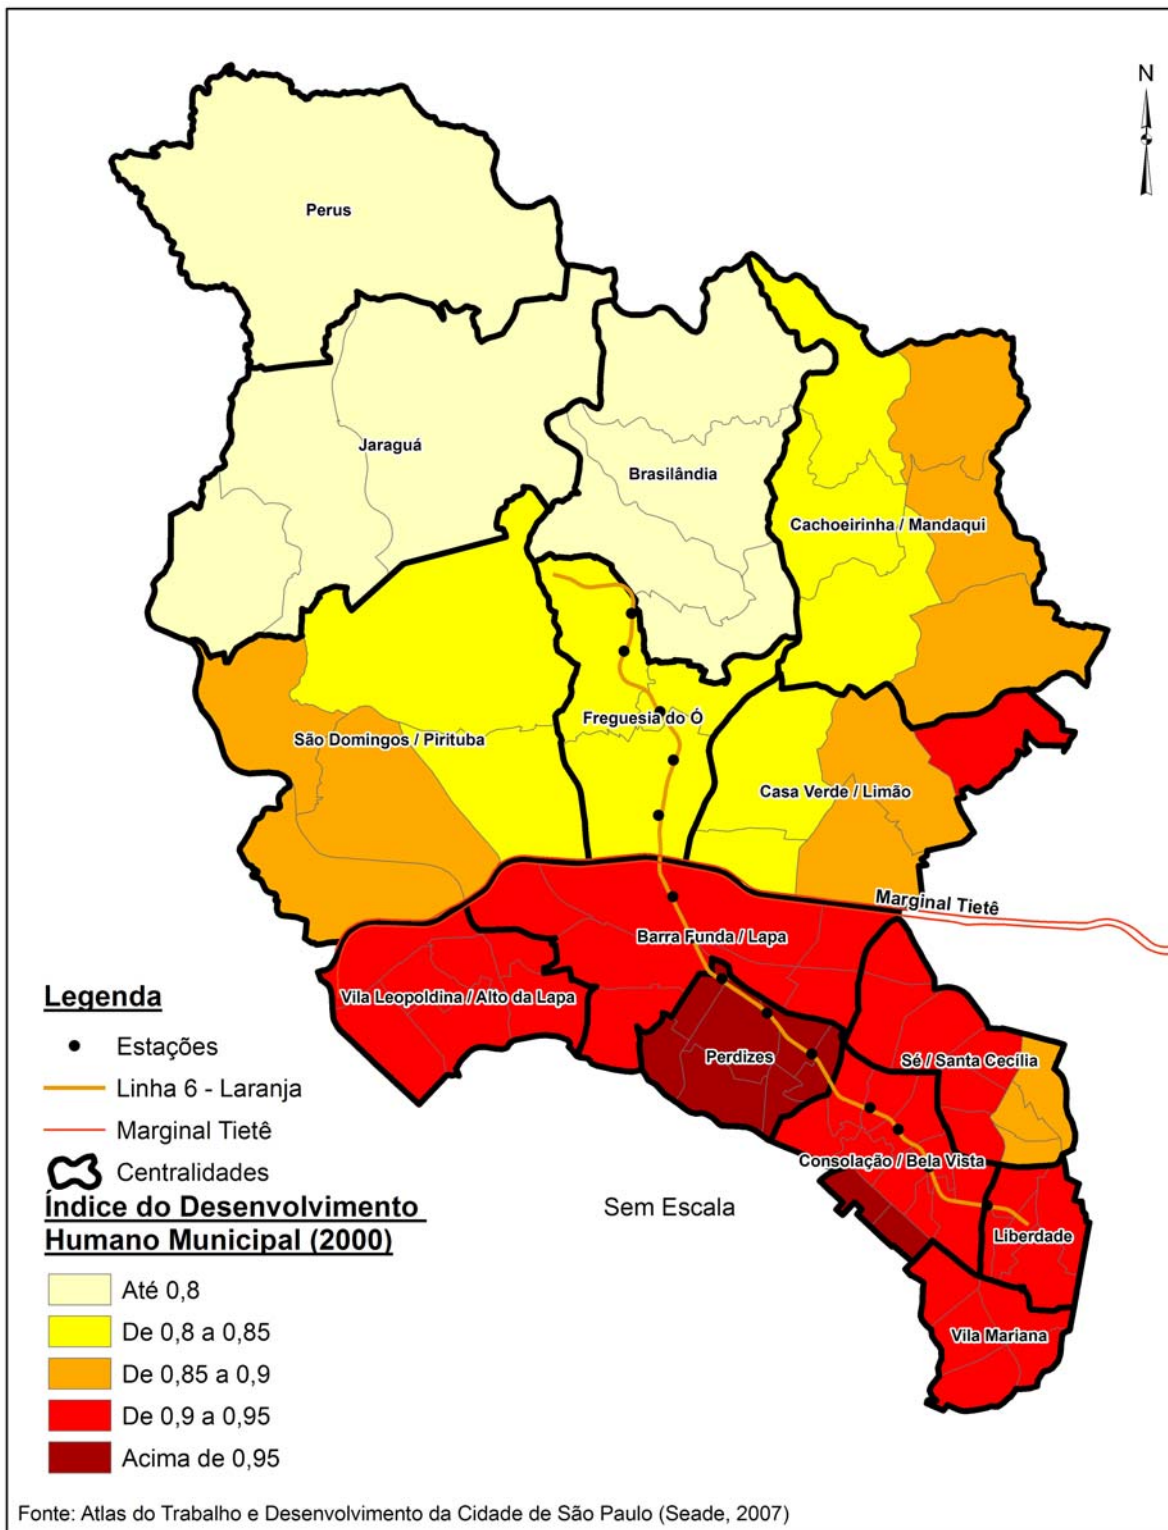 N
Perus
Jaraguá
Brasilândia
Cachoeirinha / Mandaqui
Freguesia do Ó
São Domingos / Pirituba
Casa Verde / Limão
Marginal Tietê
Barra Funda / Lapa
Vila Leopoldina / Alto da Lapa
Perdizes
Sé / Santa Cecília
Consolação / Bela Vista
Liberdade
Vila Mariana
Sem Escala
Legenda
Estações
Linha 6 - Laranja
Marginal Tietê
Centralidades
Índice do Desenvolvimento
Humano Municipal (2000)
Até 0,8
De 0,8 a 0,85
De 0,85 a 0,9
De 0,9 a 0,95
Acima de 0,95
Fonte: Atlas do Trabalho e Desenvolvimento da Cidade de São Paulo (Seade, 2007)